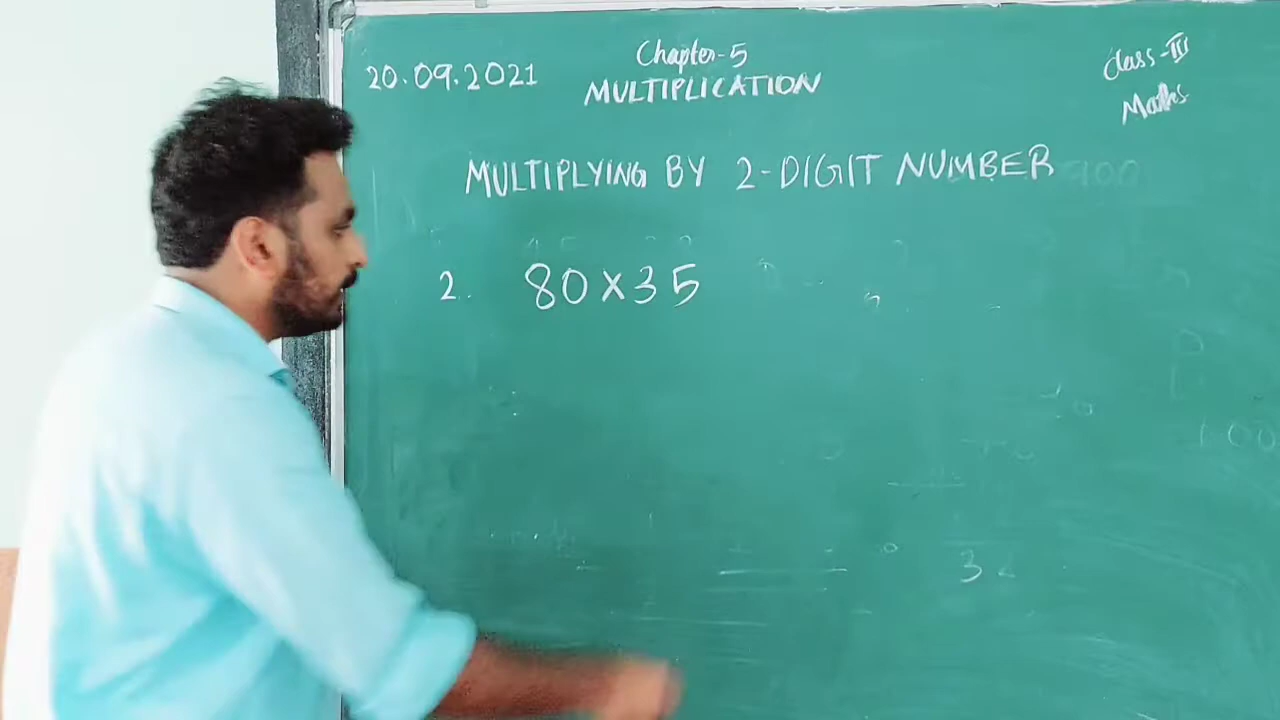 20.09.2021
Chapter-5
MULTIPLICATION
Class-III
Maths
MULTIPLYING BY 2-DIGIT NUMBER
2. 80×35